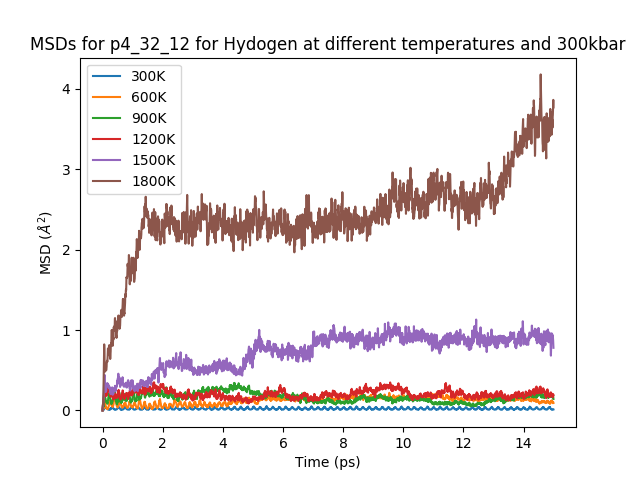 MSDs for p4_32_12 for Hydogen at different temperatures and 300kbar
300K
600K
900K
1200K
1500K
1800K
4
3
2
1
0
MSD (Å²)
0 2 4 6 8 10 12 14
Time (ps)